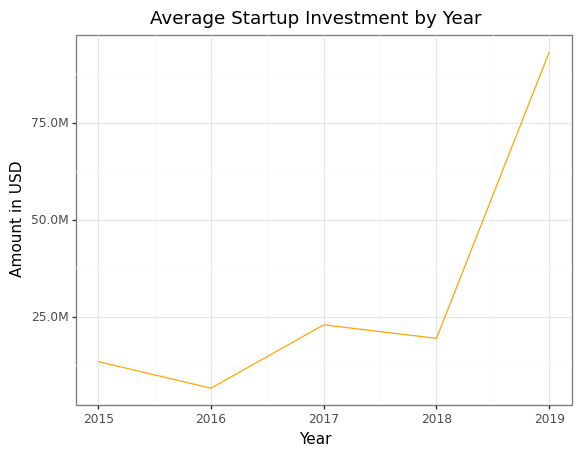 Average Startup Investment by Year
Amount in USD
75.0M
50.0M
25.0M
2015 2016 2017 2018 2019
Year